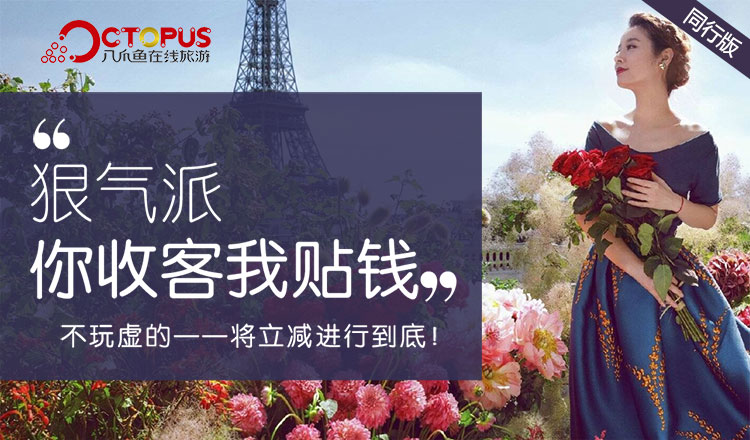 OCTOPUS
八爪鱼在线旅游
同行版
“狠气派
你收客我贴钱”
不玩虚的——将立减进行到底！